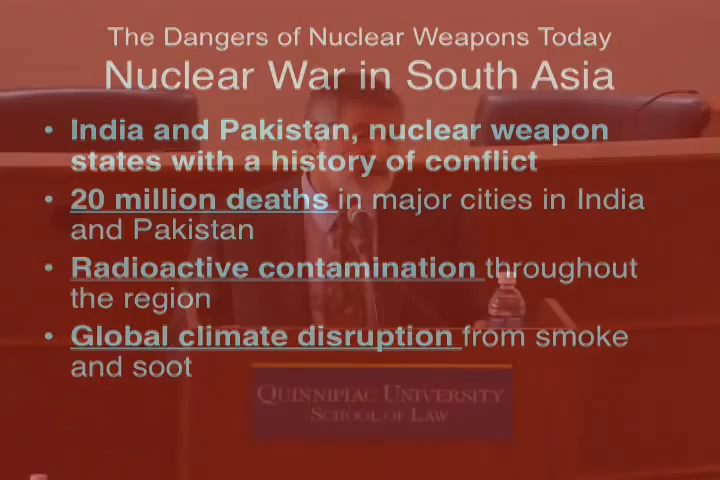 The Dangers of Nuclear Weapons Today
Nuclear War in South Asia
• India and Pakistan, nuclear weapon
states with a history of conflict
• 20 million deaths in major cities in India
and Pakistan
• Radioactive contamination throughout
the region
• Global climate disruption from smoke
and soot
QUINNIPIAC UNIVERSITY
SCHOOL OF LAW